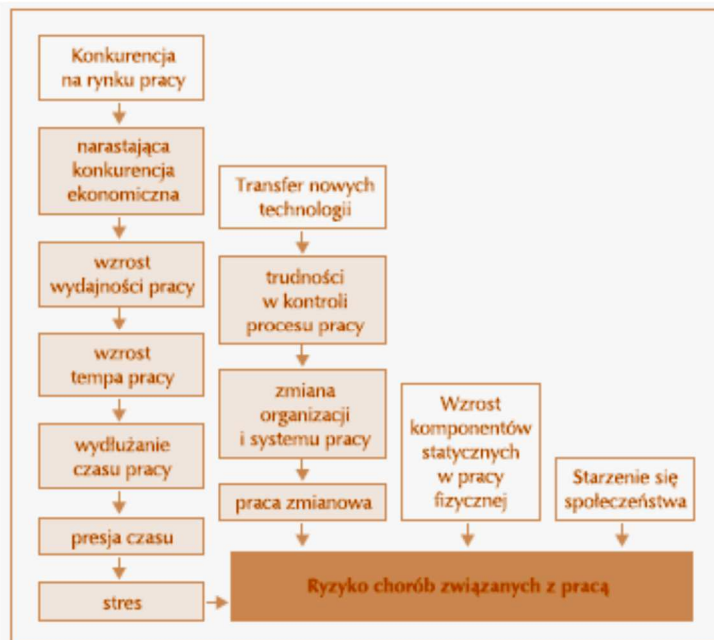 Konkurencja
na rynku pracy
narastająca
konkurencja
ekonomiczna
wzrost
wydajności pracy
wzrost
tempa pracy
wydłużanie
czasu pracy
presja czasu
stres
Transfer nowych
technologii
trudności
w kontroli
procesu pracy
zmiana
organizacji
i systemu pracy
praca zmianowa
Wzrost
komponentów
statycznych
w pracy
fizycznej
Starzenie się
społeczeństwa
Ryzyko chorób związanych z pracą